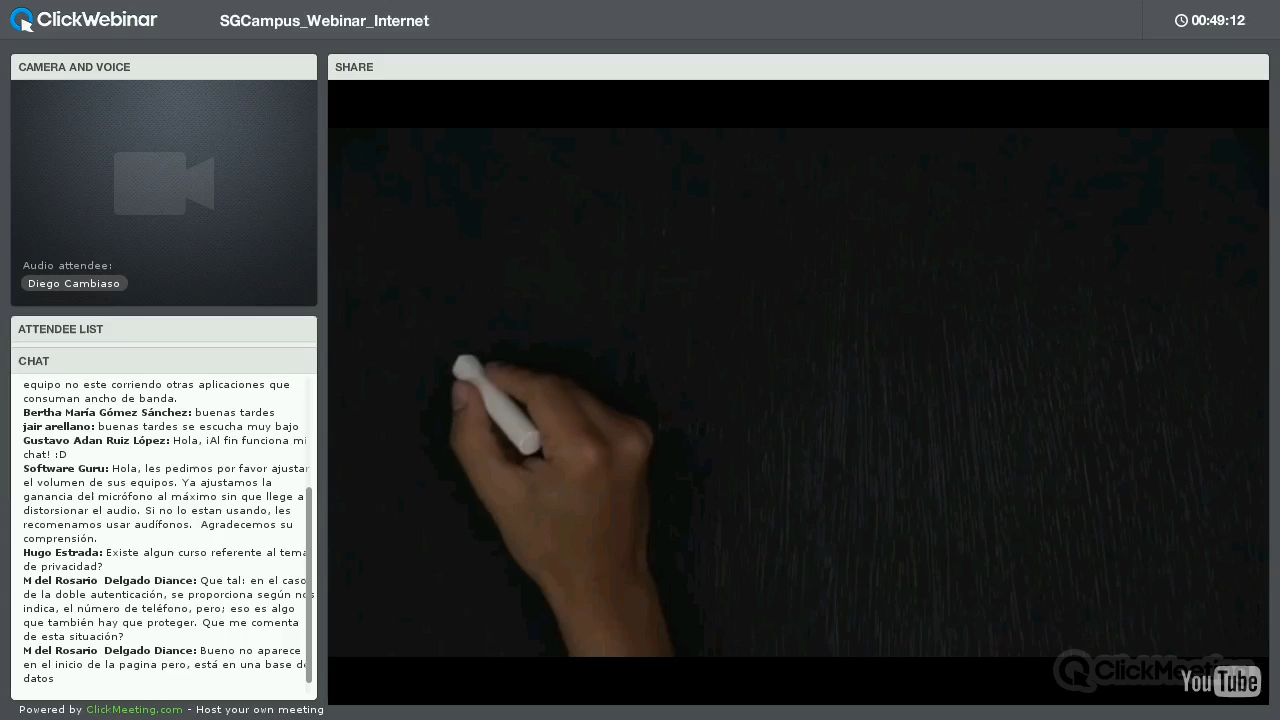 ClickWebinar
SGCampus_Webinar_Internet
00:49:12
CAMERA AND VOICE
Audio attendee:
Diego Cambiaso
ATTENDEE LIST
CHAT
equipo no este corriendo otras aplicaciones que
consuman ancho de banda.
Bertha María Gómez Sánchez: buenas tardes
jair arellano: buenas tardes se escucha muy bajo
Gustavo Adan Ruiz López: Hola, ¡Al fin funciona mi
chat! :D
Software Guru: Hola, les pedimos por favor ajustar
el volumen de sus equipos. Ya ajustamos la
ganancia del micrófono al máximo sin que llege a
distorsionar el audio. Si no lo estan usando, les
recomenamos usar audífonos.  Agradecemos su
comprensión.
Hugo Estrada: Existe algun curso referente al tema
de privacidad?
M del Rosario  Delgado Diance: Que tal: en el caso
de la doble autenticación, se proporciona según nos
indica, el número de teléfono, pero; eso es algo
que también hay que proteger. Que me comenta
de esta situación?
M del Rosario  Delgado Diance: Bueno no aparece
en el inicio de la pagina pero, está en una base de
datos
Powered by ClickMeeting.com - Host your own meeting
SHARE
ClickMeeting
YouTube